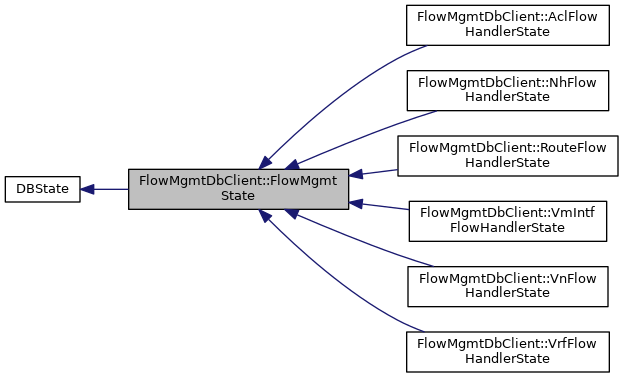 FlowMgmtDbClient::AclFlow
HandlerState
FlowMgmtDbClient::NhFlow
HandlerState
FlowMgmtDbClient::RouteFlow
HandlerState
FlowMgmtDbClient::FlowMgmt
State
DBState
FlowMgmtDbClient::VmIntf
FlowHandlerState
FlowMgmtDbClient::VnFlow
HandlerState
FlowMgmtDbClient::VrfFlow
HandlerState